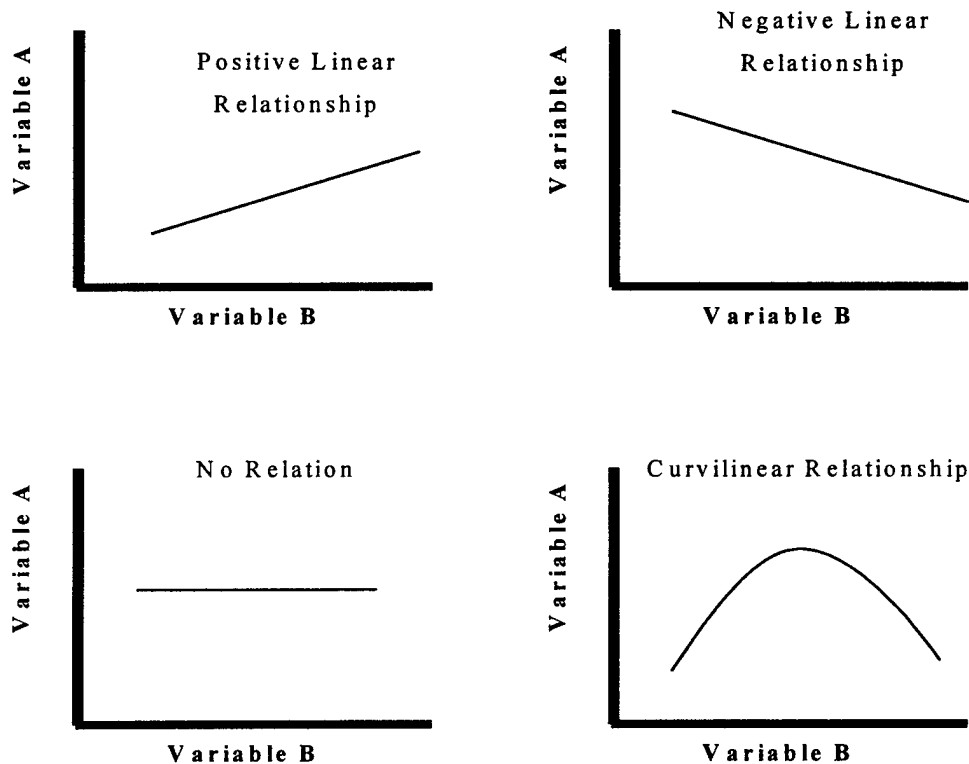 Variable A
Positive Linear
Relationship
Variable B
Variable A
Negative Linear
Relationship
Variable B
Variable A
No Relation
Variable B
Variable A
Curvilinear Relationship
Variable B